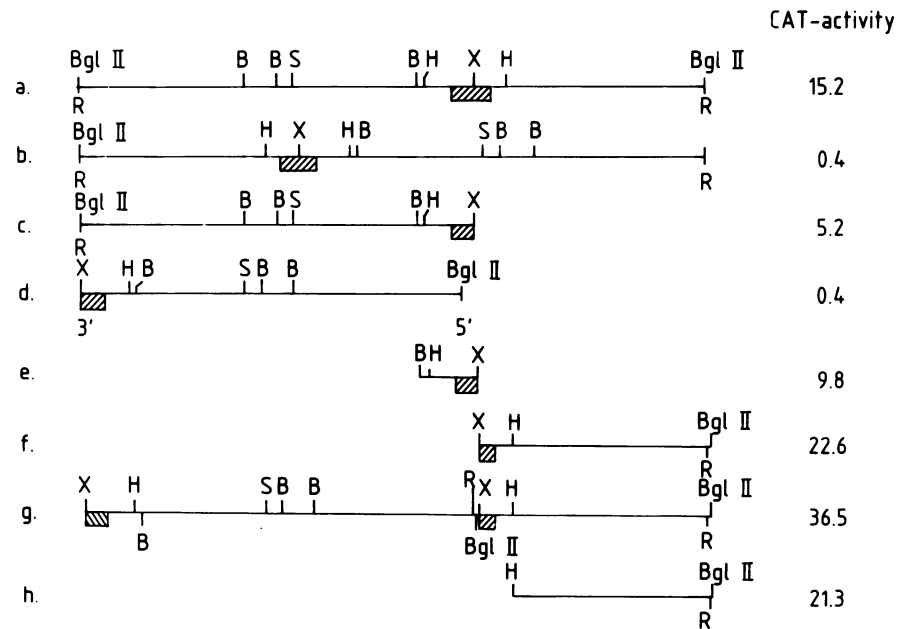 CAT-activity
Bgl II B B S B H X H Bgl II
a. 15.2
R R
Bgl II H X H B S B B
b. 0.4
R R
Bgl II B B S B H X
c. 5.2
R
X H B S B B Bgl II
d. 0.4
3' 5'
B H X
e. 9.8
X H Bgl II
f. 22.6
R
X H S B B R X H Bgl II
g. 36.5
B Bgl II R
H Bgl II
h. 21.3
R